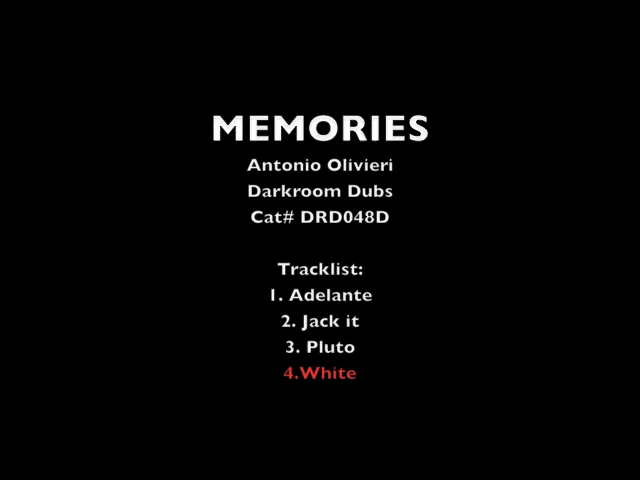 MEMORIES
Antonio Olivieri
Darkroom Dubs
Cat# DRD048D
Tracklist:
1. Adelante
2. Jack it
3. Pluto
4.White